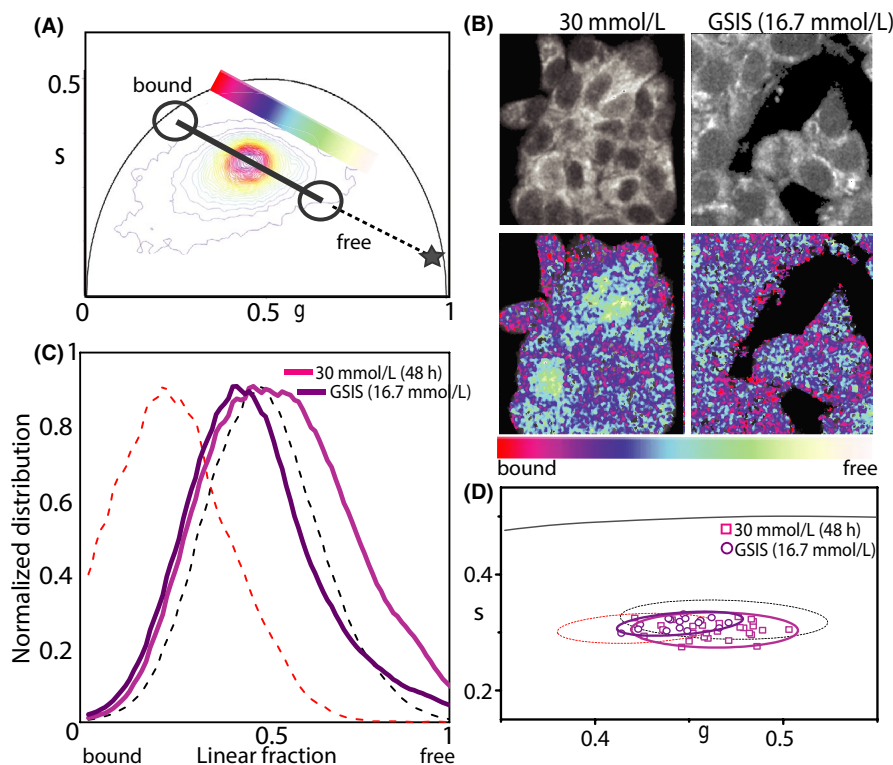 (A)
0.5
s
bound
free
0
0.5
g
1
(B)
30 mmol/L
GSIS (16.7 mmol/L)
bound
free
(C)
1
0.8
0.6
0.4
0.2
0
Normalized distribution
30 mmol/L (48 h)
GSIS (16.7 mmol/L)
0.5
1
bound
Linear fraction
free
(D)
30 mmol/L (48 h)
GSIS (16.7 mmol/L)
0.4
s
0.2
0.4
g
0.5